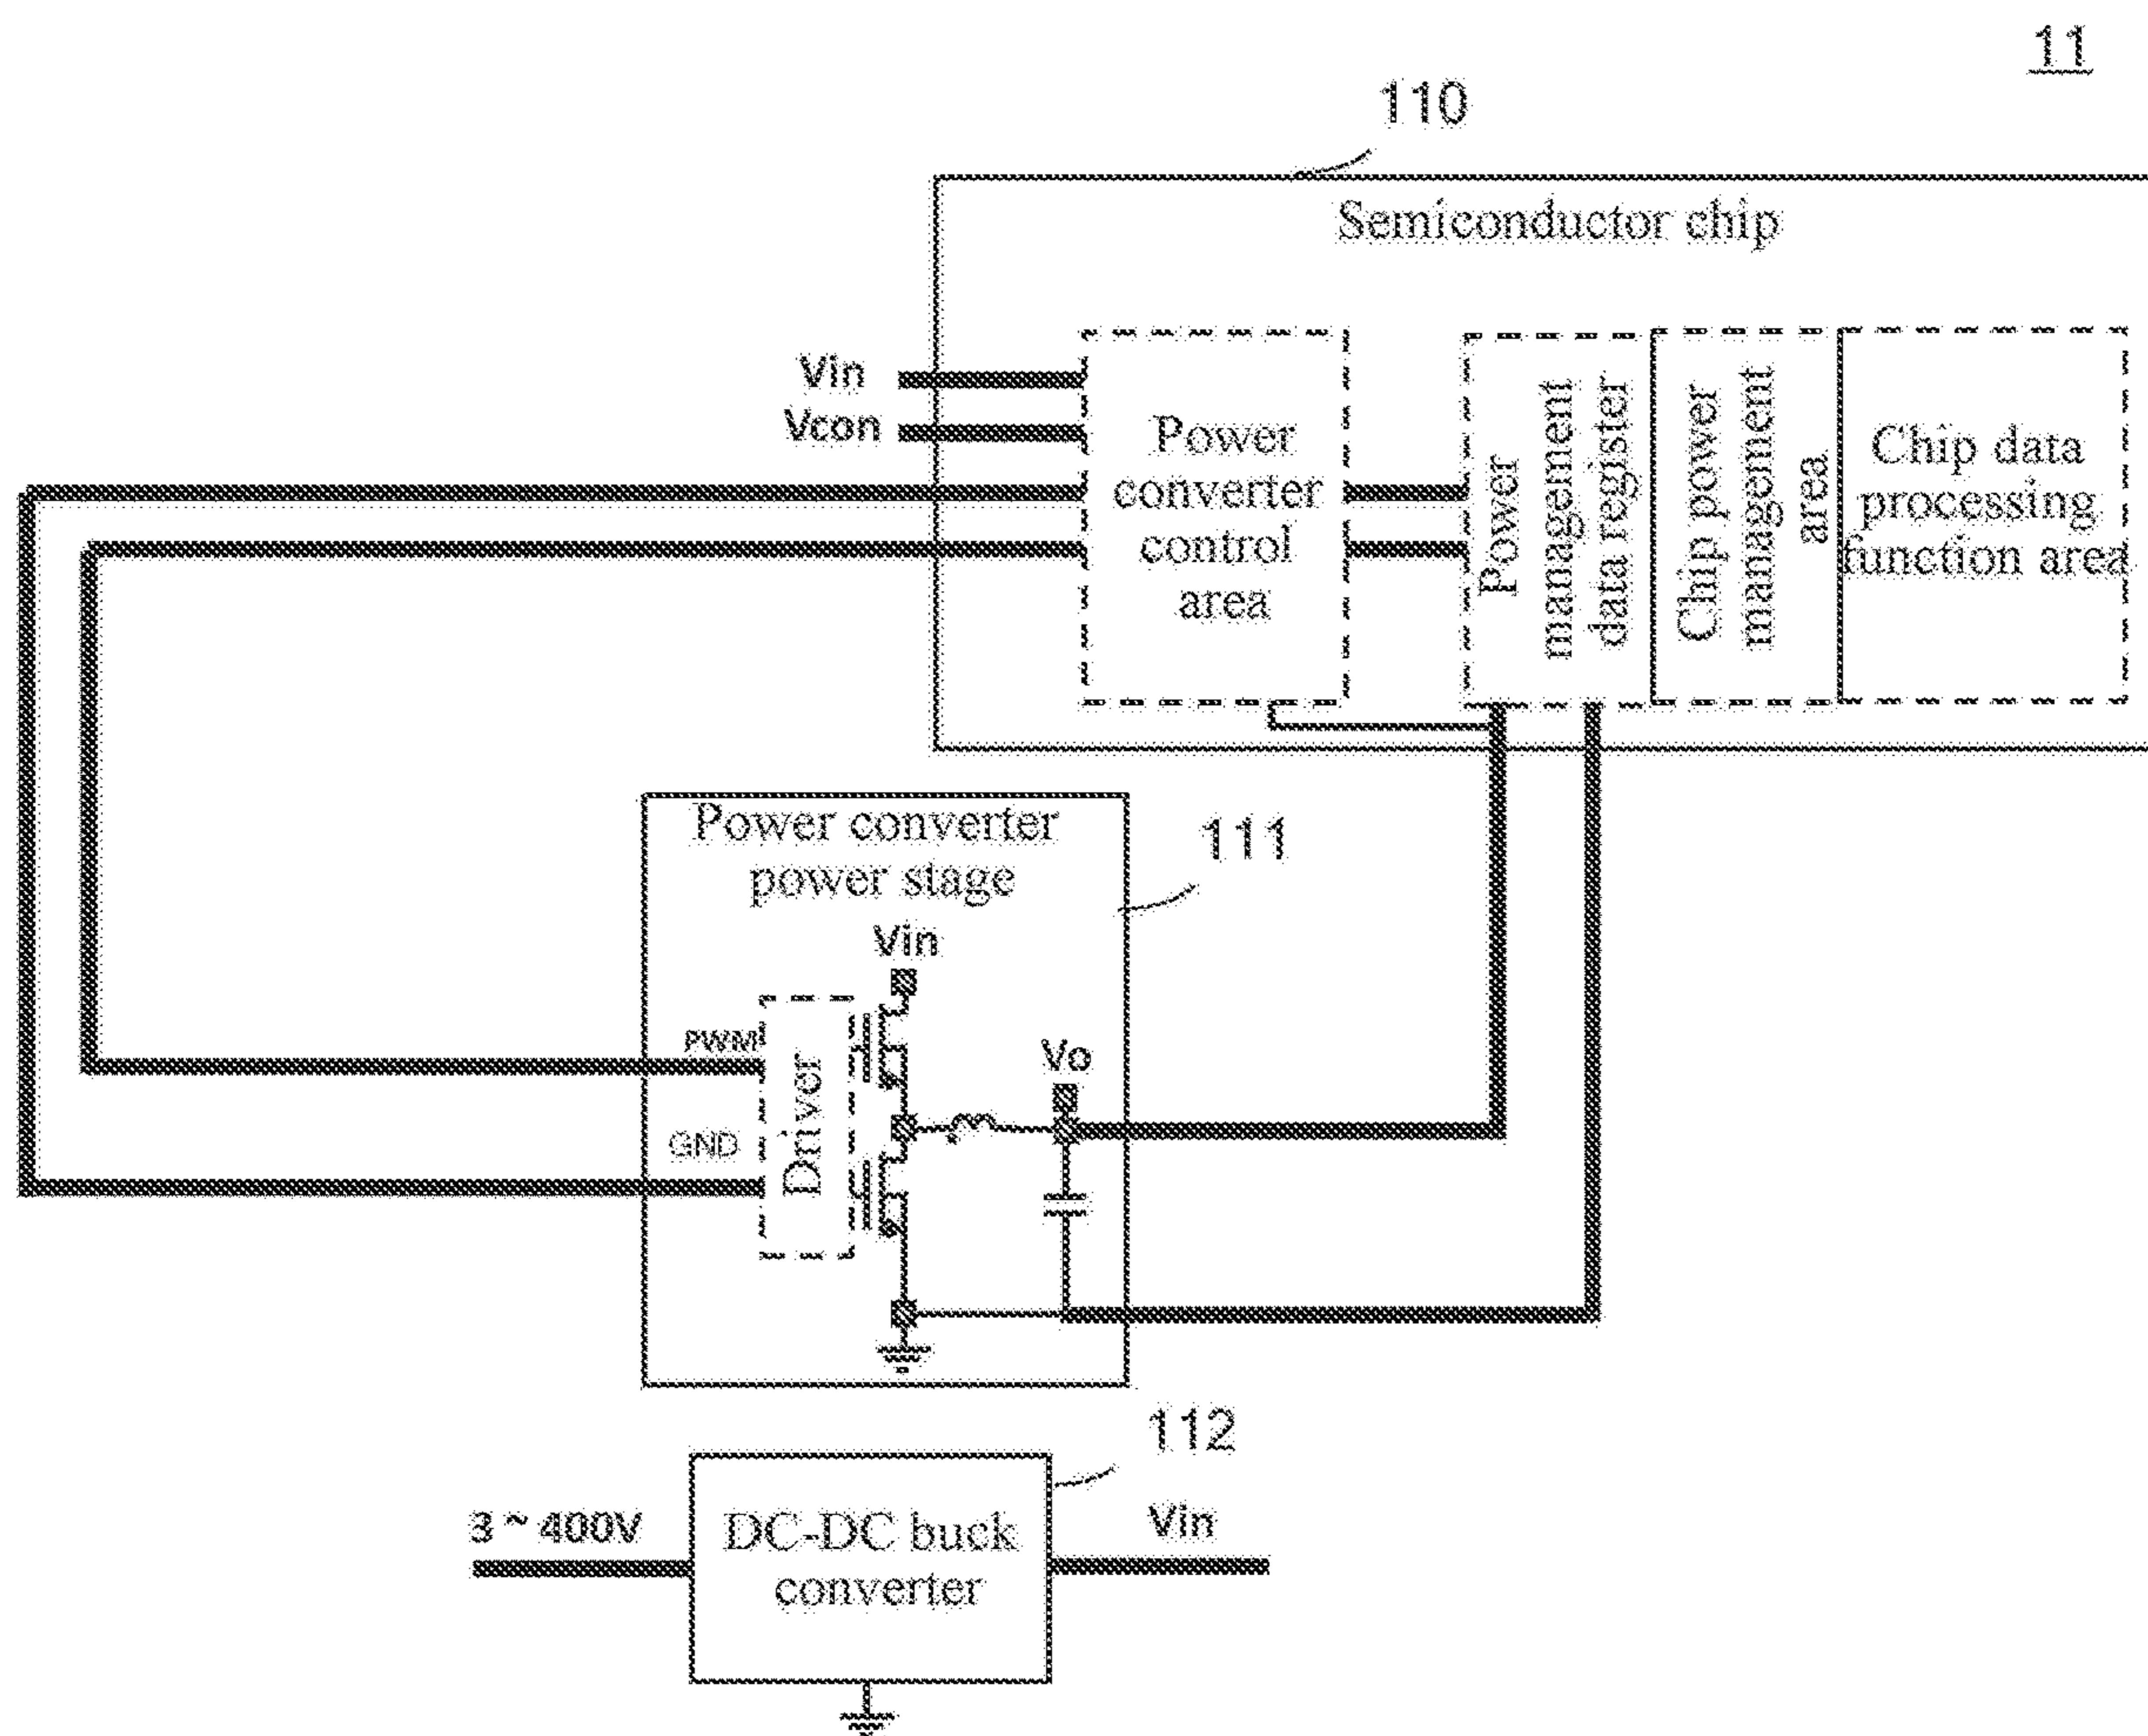 11
110
Semiconductor chip
Vin
Vcon
Power
converter
control
area
Power
management
data register
Chip power
management
area
Chip data
processing
function area
Power converter
power stage
111
Vin
PWM
GND
Driver
Vo
112
3 ~ 400V
DC-DC buck
converter
Vin